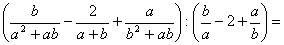 (b/(a² + ab) − 2/(a + b) + a/(b² + ab)) : (b/a − 2 + a/b) =